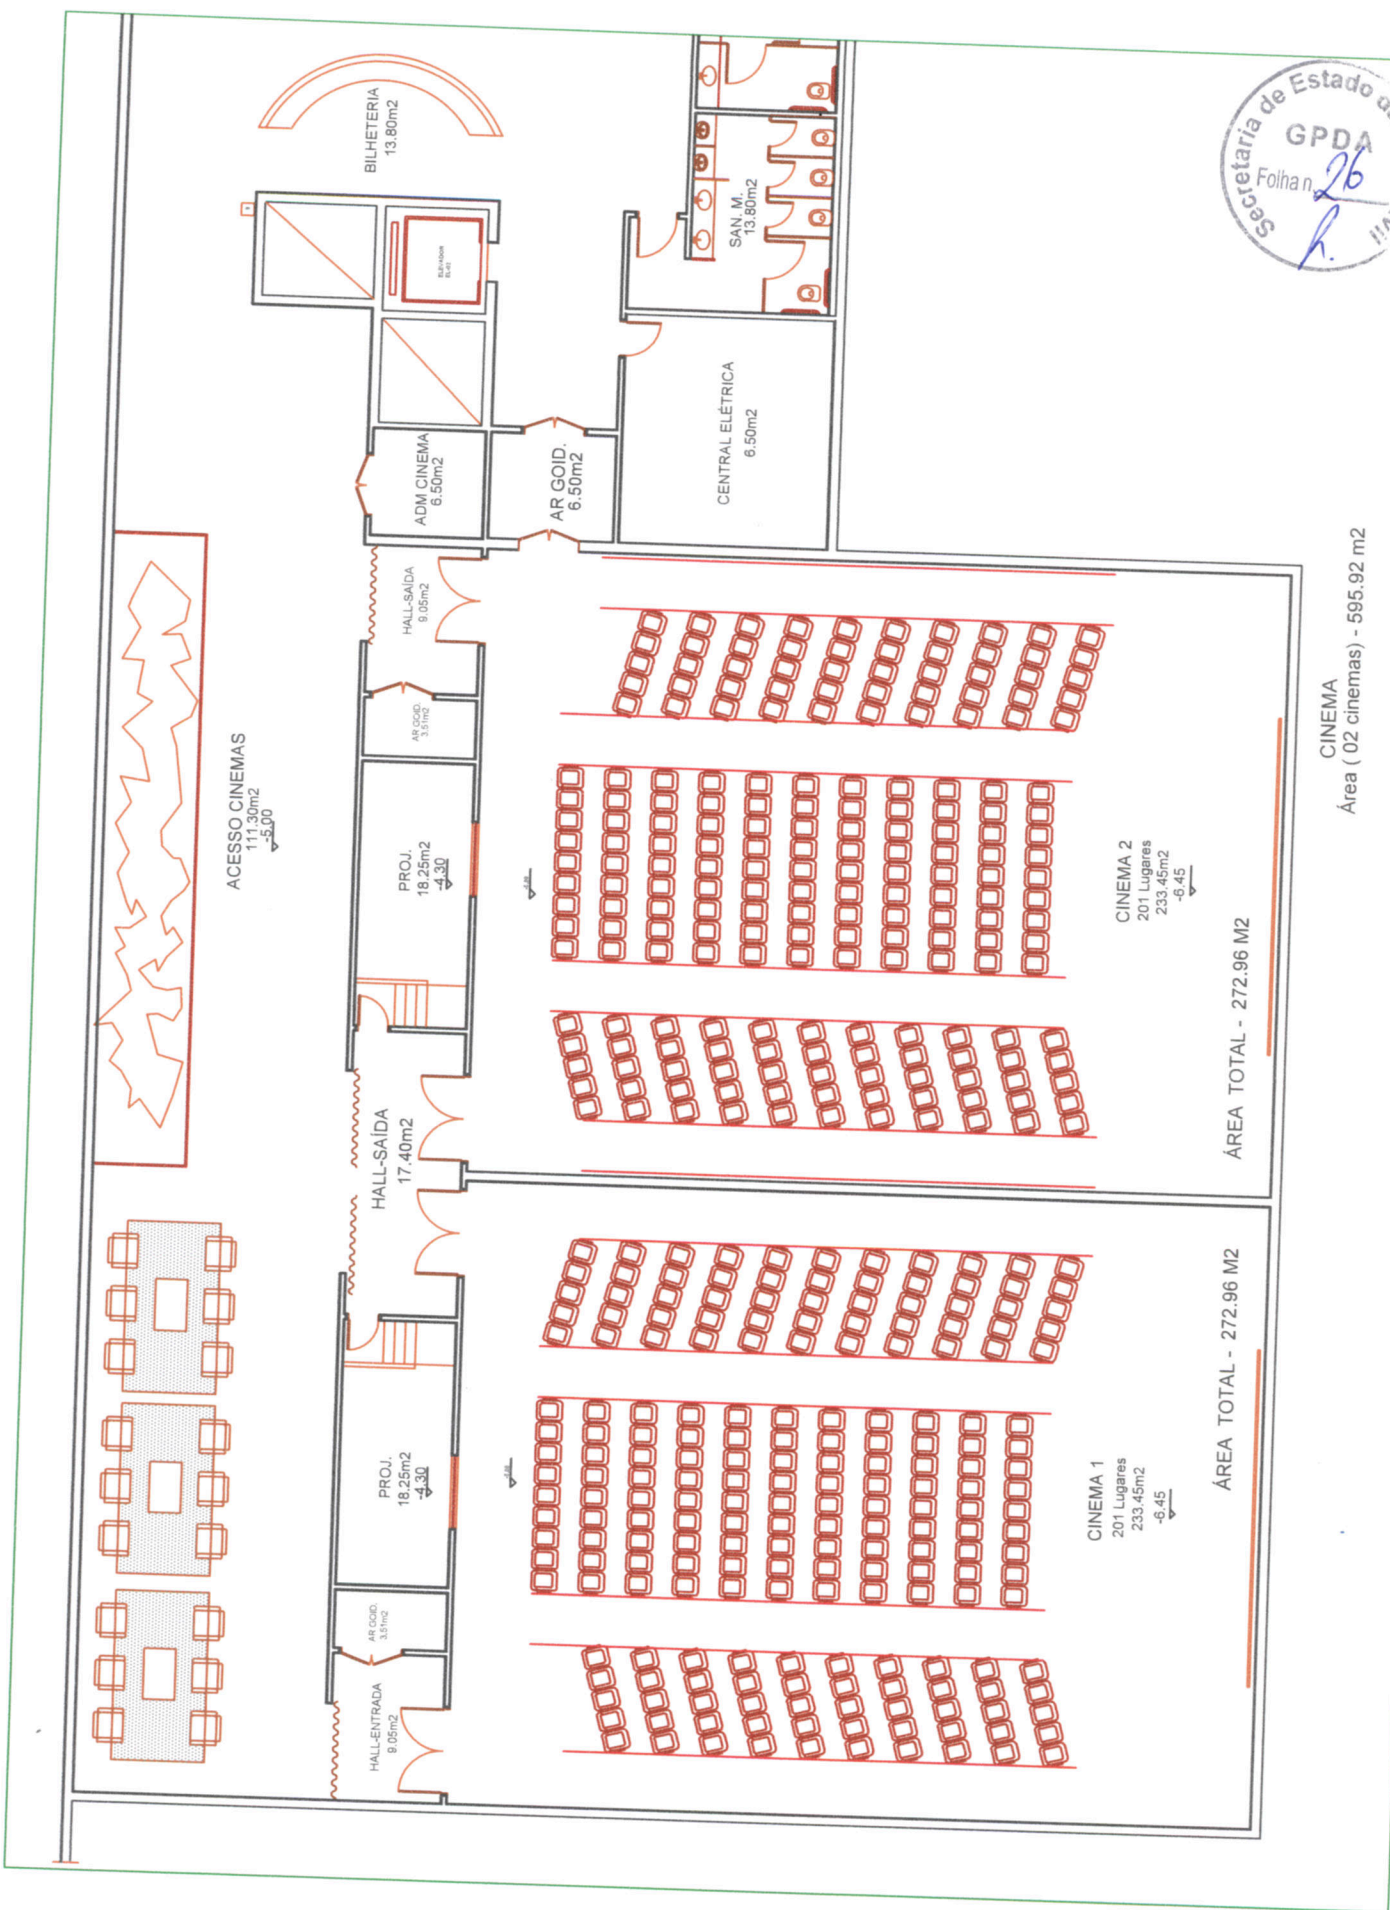 BILHETERIA
13.80m2
SAN. M.
13.80m2
ELEVADOR
ADM CINEMA
6.50m2
AR GOID.
6.50m2
CENTRAL ELÉTRICA
6.50m2
HALL-SAÍDA
9.05m2
AR GOID.
3.51m2
ACESSO CINEMAS
111.30m2
-5.00
PROJ.
18.25m2
-4.30
CINEMA 2
201 Lugares
233.45m2
-6.45
ÁREA TOTAL - 272.96 M2
HALL-SAÍDA
17.40m2
PROJ.
18.25m2
-4.30
AR GOID.
3.51m2
HALL-ENTRADA
9.05m2
CINEMA 1
201 Lugares
233.45m2
-6.45
ÁREA TOTAL - 272.96 M2
CINEMA
Área ( 02 cinemas) - 595.92 m2
Secretaria de Estado
GPDA
Folha n. 26